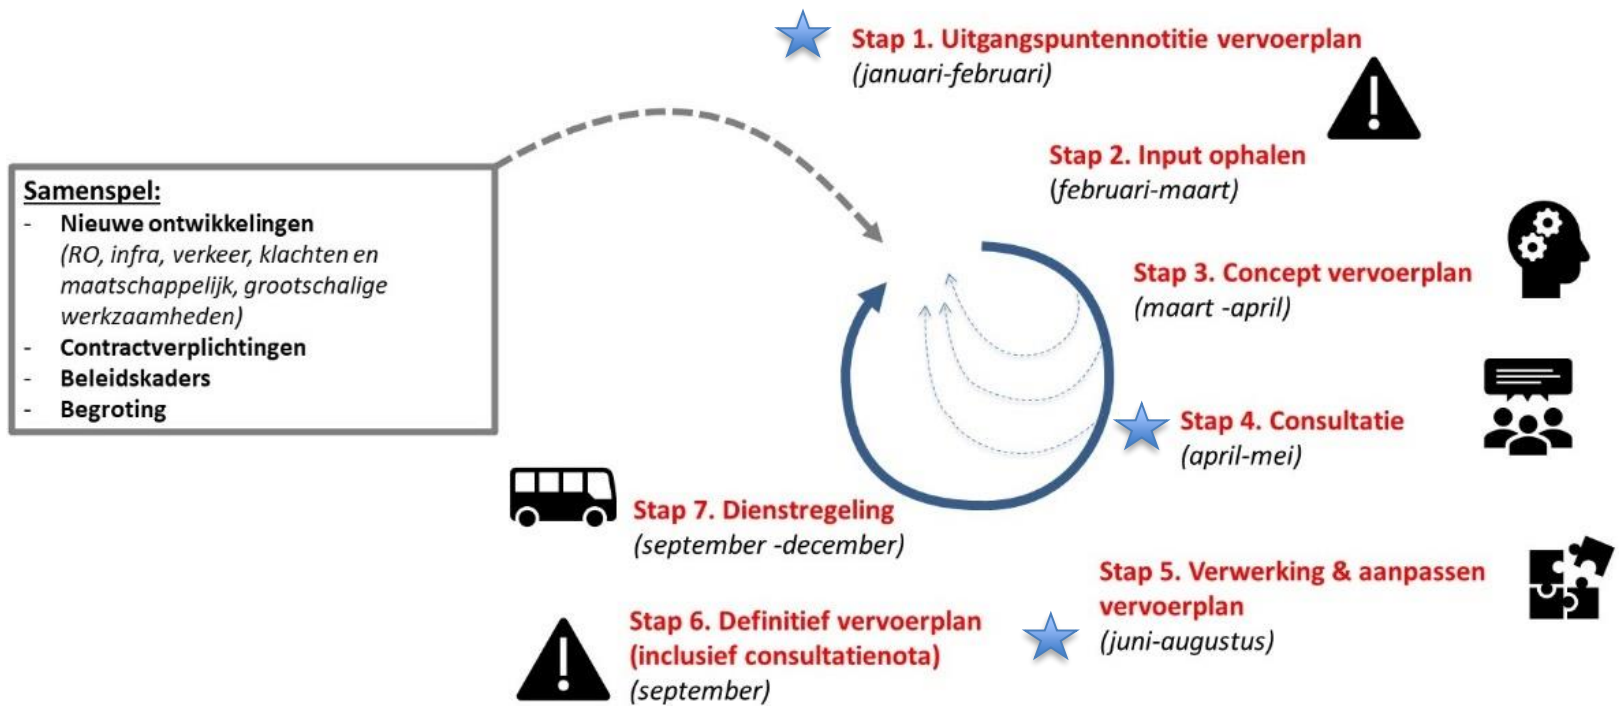 Stap 1. Uitgangspuntennotitie vervoerplan
(januari-februari)
Stap 2. Input ophalen
(februari-maart)
Samenspel:
- Nieuwe ontwikkelingen
(RO, infra, verkeer, klachten en
maatschappelijk, grootschalige
werkzaamheden)
- Contractverplichtingen
- Beleidskaders
- Begroting
Stap 3. Concept vervoerplan
(maart -april)
Stap 4. Consultatie
(april-mei)
Stap 5. Verwerking & aanpassen
vervoerplan
(juni-augustus)
Stap 6. Definitief vervoerplan
(inclusief consultatienota)
(september)
Stap 7. Dienstregeling
(september -december)